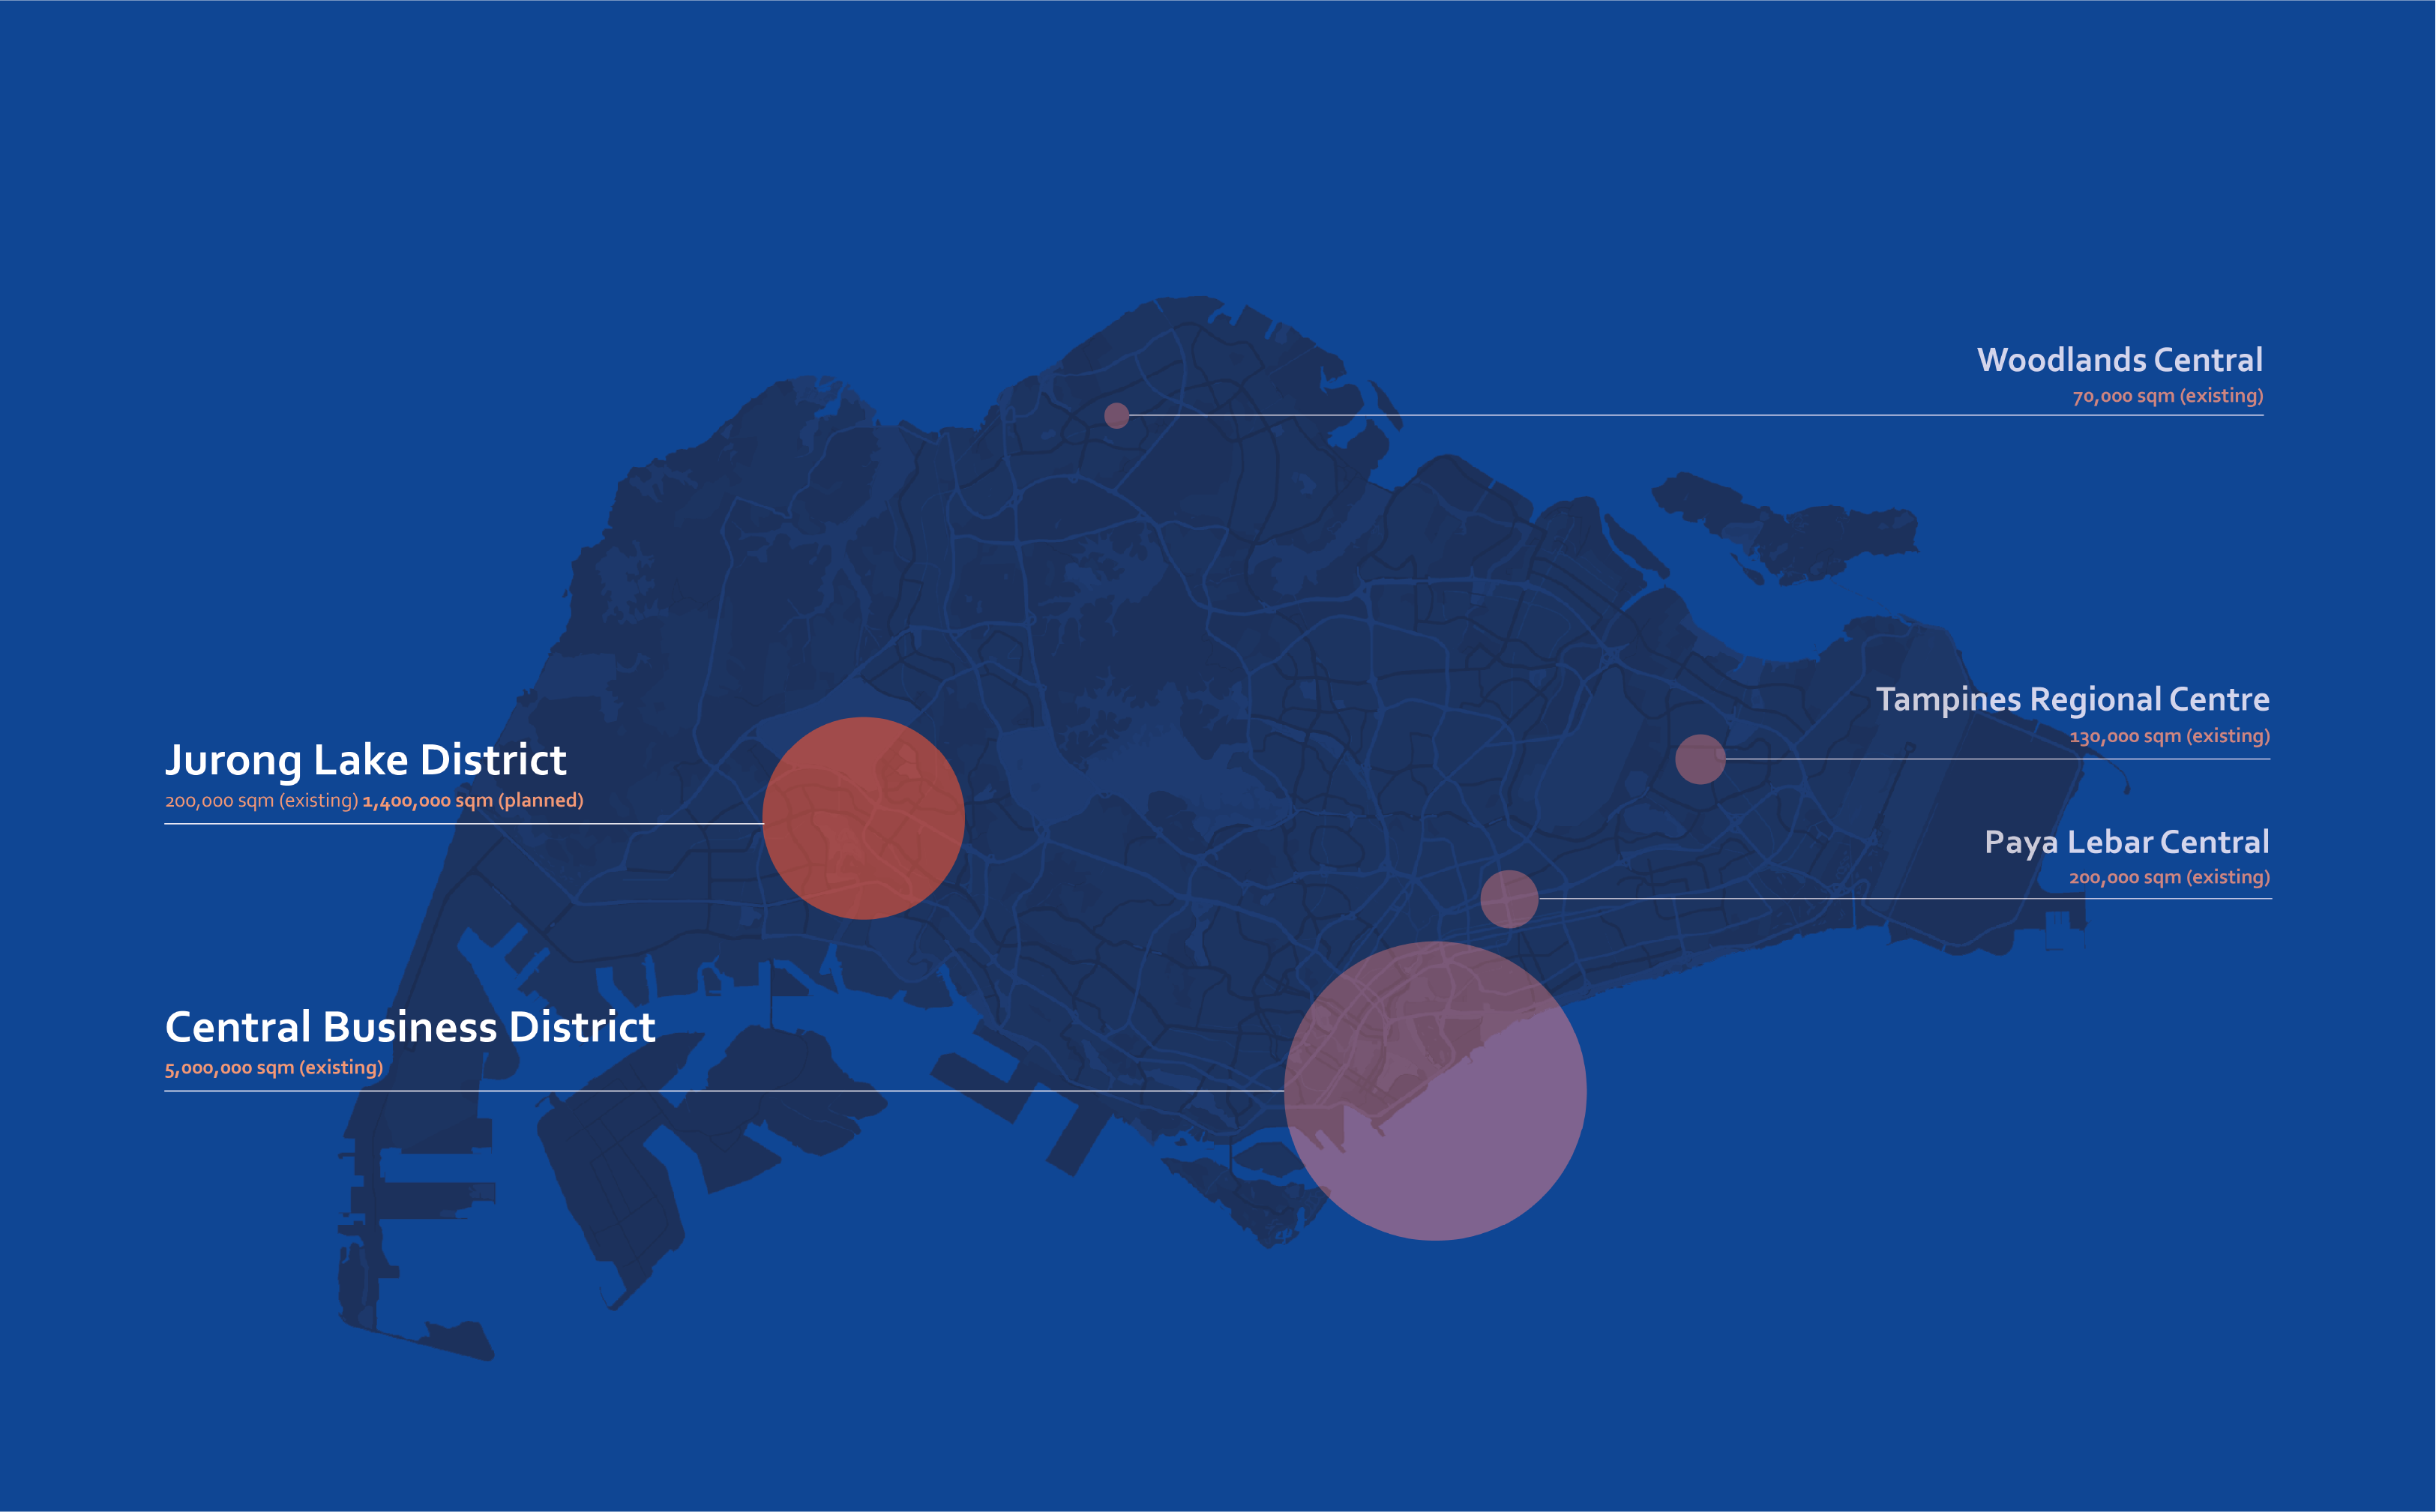 Woodlands Central
70,000 sqm (existing)
Tampines Regional Centre
130,000 sqm (existing)
Jurong Lake District
200,000 sqm (existing) 1,400,000 sqm (planned)
Paya Lebar Central
200,000 sqm (existing)
Central Business District
5,000,000 sqm (existing)